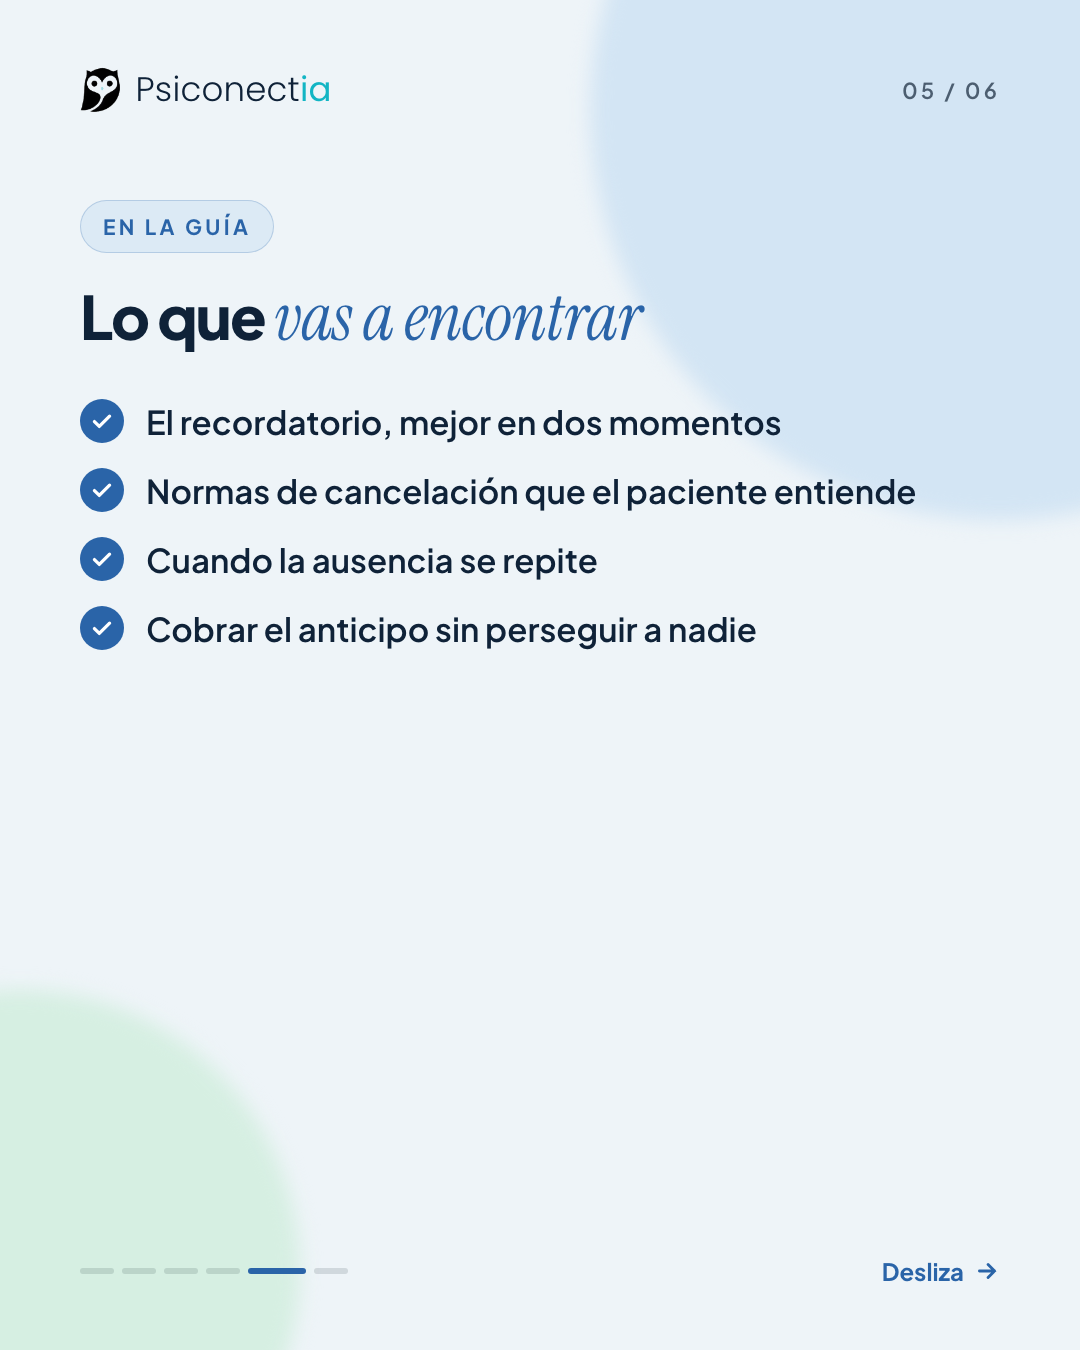 Psiconectia
05 / 06
EN LA GUÍA
Lo que vas a encontrar
El recordatorio, mejor en dos momentos
Normas de cancelación que el paciente entiende
Cuando la ausencia se repite
Cobrar el anticipo sin perseguir a nadie
Desliza →